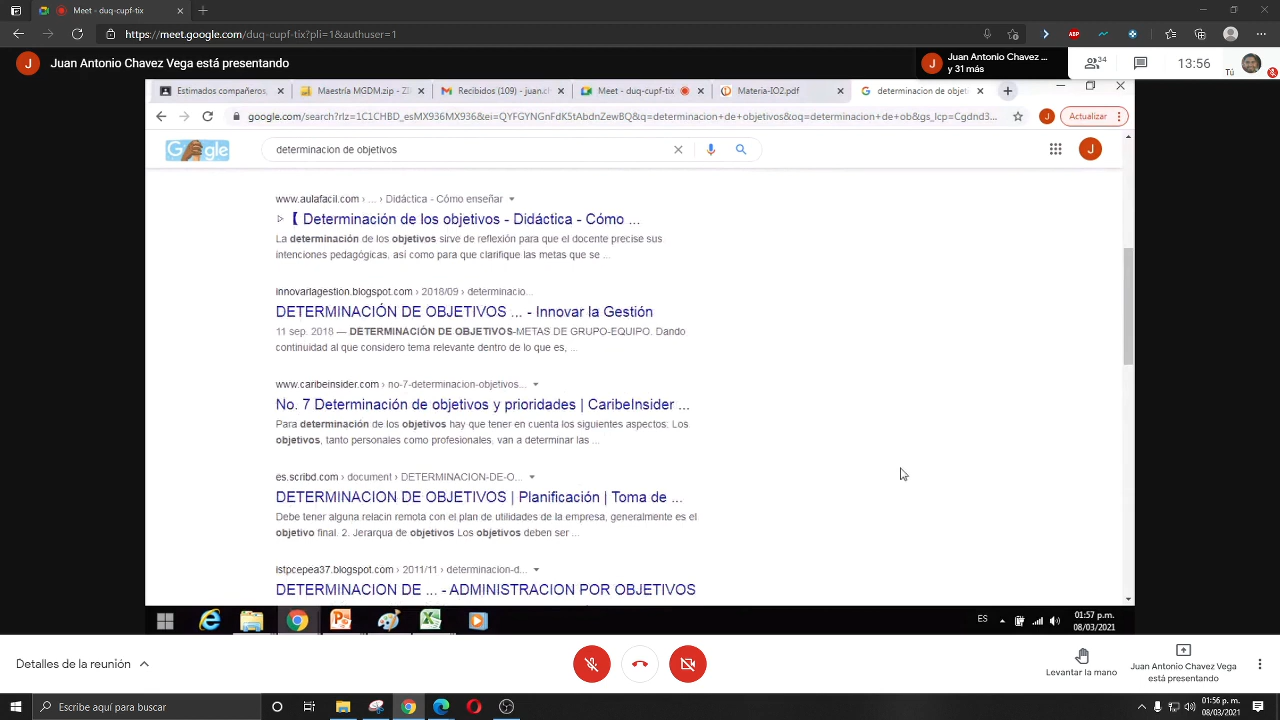 Meet - duq-cupf-tix
https://meet.google.com/duq-cupf-tix?pli=1&authuser=1
ABP
J Juan Antonio Chavez Vega está presentando
J Juan Antonio Chavez ...
y 31 más
34
13:56
Tú
Estimados compañeros,
Maestría MGDM.zip - ZI
Recibidos (109) - juan.c
Meet - duq-cupf-tix
Materia-IO2.pdf
determinacion de objet
google.com/search?rlz=1C1CHBD_esMX936MX936&ei=QYFGYNGnFdK5tAbdnZewBQ&q=determinacion+de+objetivos&oq=determinacion+de+ob&gs_lcp=Cgdnd3...
J
Actualizar
determinacion de objetivos
J
www.aulafacil.com › ... › Didáctica - Cómo enseñar
▷【 Determinación de los objetivos - Didáctica - Cómo ...
La determinación de los objetivos sirve de reflexión para que el docente precise sus
intenciones pedagógicas, así como para que clarifique las metas que se ...
innovarlagestion.blogspot.com › 2018/09 › determinacio...
DETERMINACIÓN DE OBJETIVOS ... - Innovar la Gestión
11 sep. 2018 — DETERMINACIÓN DE OBJETIVOS-METAS DE GRUPO-EQUIPO. Dando
continuidad al que considero tema relevante dentro de lo que es, ...
www.caribeinsider.com › no-7-determinacion-objetivos...
No. 7 Determinación de objetivos y prioridades | CaribeInsider ...
Para determinación de los objetivos hay que tener en cuenta los siguientes aspectos: Los
objetivos, tanto personales como profesionales, van a determinar las ...
es.scribd.com › document › DETERMINACION-DE-O...
DETERMINACION DE OBJETIVOS | Planificación | Toma de ...
Debe tener alguna relacin remota con el plan de utilidades de la empresa, generalmente es el
objetivo final. 2. Jerarqua de objetivos Los objetivos deben ser ...
istpcepea37.blogspot.com › 2011/11 › determinacion-d...
DETERMINACION DE ... - ADMINISTRACION POR OBJETIVOS
ES
01:57 p.m.
08/03/2021
Detalles de la reunión
Levantar la mano
Juan Antonio Chavez Vega
está presentando
Escribe aquí para buscar
01:56 p.m.
08/03/2021